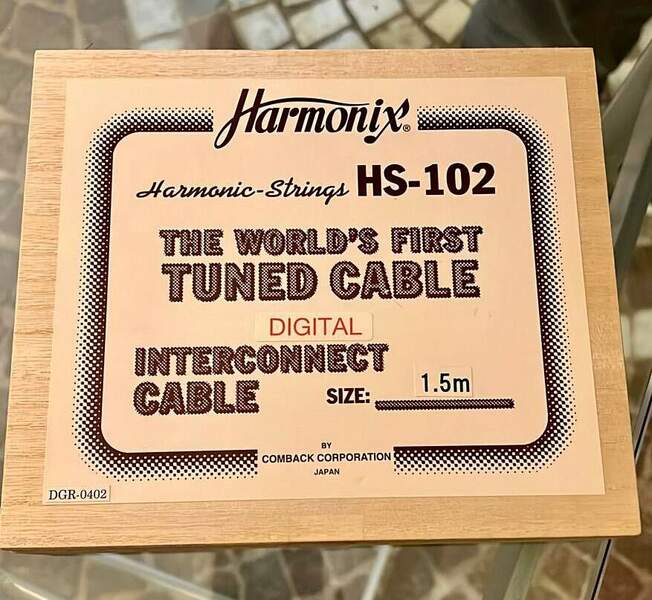 Harmonix®
Harmonic-Strings HS-102
THE WORLD'S FIRST
TUNED CABLE
DIGITAL
INTERCONNECT
CABLE
SIZE: 1.5m
BY
COMBACK CORPORATION
JAPAN
DGR-0402